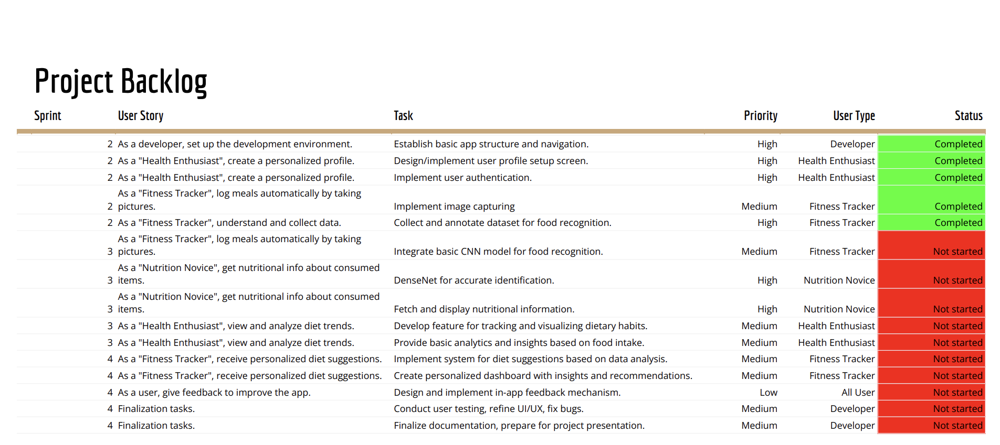 Project Backlog
Sprint User Story Task Priority User Type Status
2 As a developer, set up the development environment. Establish basic app structure and navigation. High Developer Completed
2 As a "Health Enthusiast", create a personalized profile. Design/implement user profile setup screen. High Health Enthusiast Completed
2 As a "Health Enthusiast", create a personalized profile. Implement user authentication. High Health Enthusiast Completed
As a "Fitness Tracker", log meals automatically by taking
2 pictures. Implement image capturing Medium Fitness Tracker Completed
2 As a "Fitness Tracker", understand and collect data. Collect and annotate dataset for food recognition. High Fitness Tracker Completed
As a "Fitness Tracker", log meals automatically by taking
3 pictures. Integrate basic CNN model for food recognition. Medium Fitness Tracker Not started
As a "Nutrition Novice", get nutritional info about consumed
3 items. DenseNet for accurate identification. High Nutrition Novice Not started
As a "Nutrition Novice", get nutritional info about consumed
3 items. Fetch and display nutritional information. High Nutrition Novice Not started
3 As a "Health Enthusiast", view and analyze diet trends. Develop feature for tracking and visualizing dietary habits. Medium Health Enthusiast Not started
3 As a "Health Enthusiast", view and analyze diet trends. Provide basic analytics and insights based on food intake. Medium Health Enthusiast Not started
4 As a "Fitness Tracker", receive personalized diet suggestions. Implement system for diet suggestions based on data analysis. Medium Fitness Tracker Not started
4 As a "Fitness Tracker", receive personalized diet suggestions. Create personalized dashboard with insights and recommendations. Medium Fitness Tracker Not started
4 As a user, give feedback to improve the app. Design and implement in-app feedback mechanism. Low All User Not started
4 Finalization tasks. Conduct user testing, refine UI/UX, fix bugs. Medium Developer Not started
4 Finalization tasks. Finalize documentation, prepare for project presentation. Medium Developer Not started